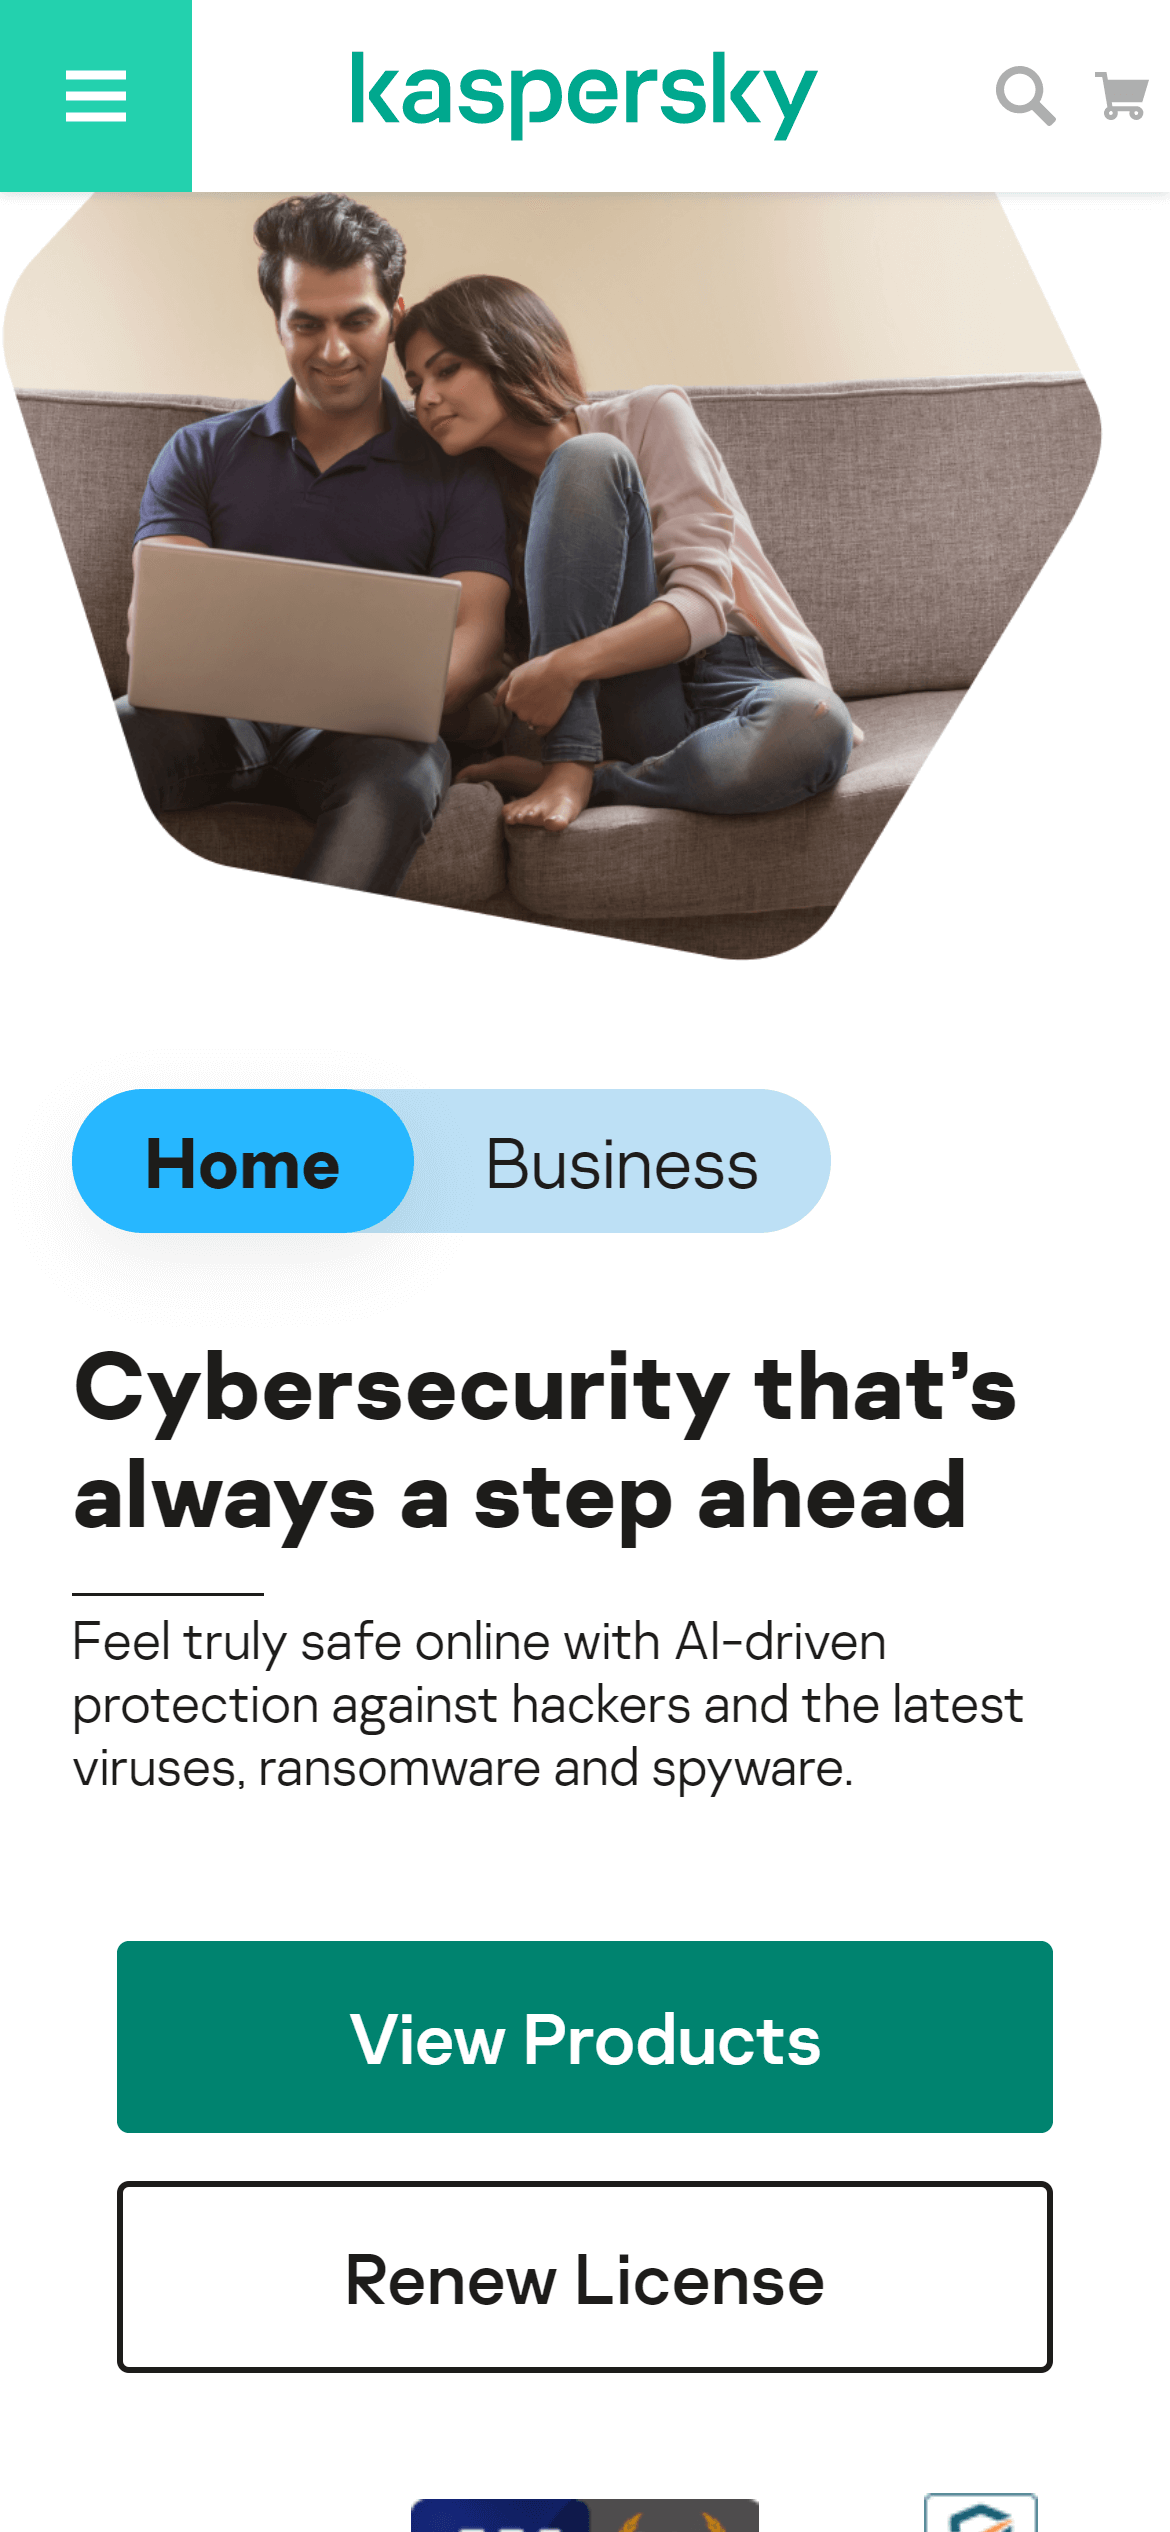 kaspersky
Home
Business
Cybersecurity that’s
always a step ahead
Feel truly safe online with AI-driven
protection against hackers and the latest
viruses, ransomware and spyware.
View Products
Renew License